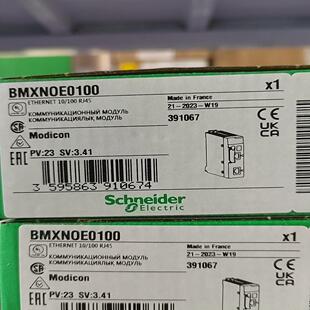 BMXNOE0100 x1
ETHERNET 10/100 RJ45
КОММУНИКАЦИОННЫЙ МОДУЛЬ
КОММУНИКАЦИЯЛЫҚ МОДУЛЬ
Made in France
21-2023-W19
391067
Modicon
UK
CA
EAC
PV:23 SV:3.41
3 595863 910674
Schneider
Electric
BMXNOE0100 x1
ETHERNET 10/100 RJ45
КОММУНИКАЦИОННЫЙ МОДУЛЬ
КОММУНИКАЦИЯЛЫҚ МОДУЛЬ
Made in France
21-2023-W19
391067
Modicon
UK
CA
EAC
PV:23 SV:3.41